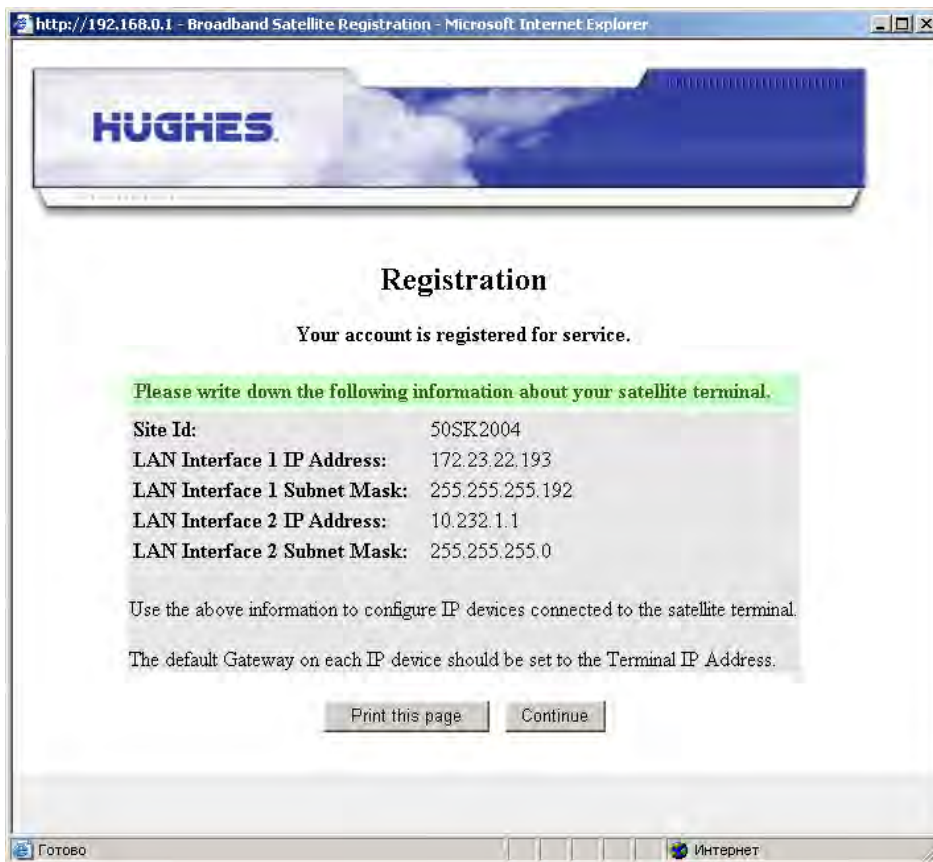 http://192.168.0.1 - Broadband Satellite Registration - Microsoft Internet Explorer
HUGHES.
Registration
Your account is registered for service.
Please write down the following information about your satellite terminal.
Site Id: 50SK2004
LAN Interface 1 IP Address: 172.23.22.193
LAN Interface 1 Subnet Mask: 255.255.255.192
LAN Interface 2 IP Address: 10.232.1.1
LAN Interface 2 Subnet Mask: 255.255.255.0
Use the above information to configure IP devices connected to the satellite terminal.
The default Gateway on each IP device should be set to the Terminal IP Address.
Print this page Continue
Готово Интернет